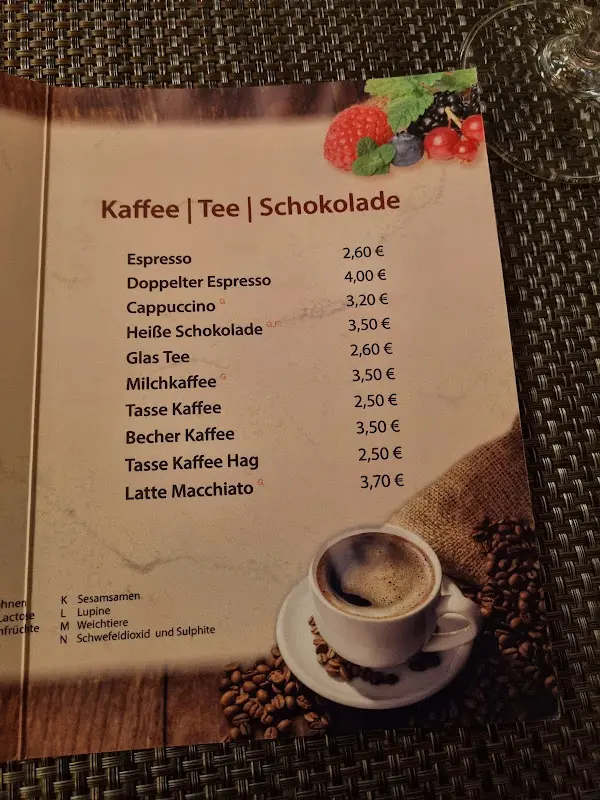 Kaffee | Tee | Schokolade
Espresso 2,60 €
Doppelter Espresso 4,00 €
Cappuccino G 3,20 €
Heiße Schokolade G,F 3,50 €
Glas Tee 2,60 €
Milchkaffee G 3,50 €
Tasse Kaffee 2,50 €
Becher Kaffee 3,50 €
Tasse Kaffee Hag 2,50 €
Latte Macchiato G 3,70 €
ohnen K Sesamsamen
Lactose L Lupine
nfrüchte M Weichtiere
N Schwefeldioxid und Sulphite